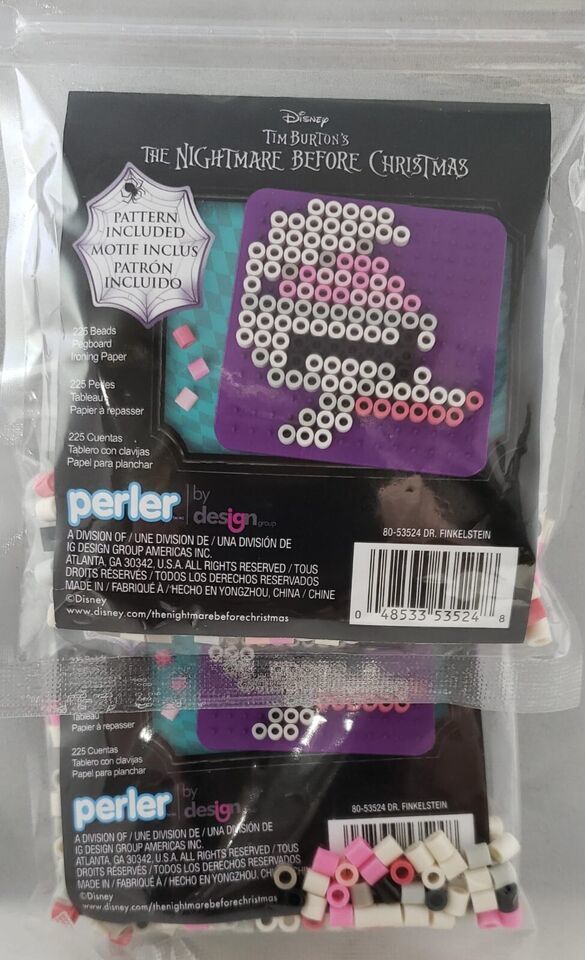 Disney
TIM BURTON'S
THE NIGHTMARE BEFORE CHRISTMAS
PATTERN
INCLUDED
MOTIF INCLUS
PATRÓN
INCLUIDO
225 Beads
Pegboard
Ironing Paper
225 Perles
Tableau
Papier à repasser
225 Cuentas
Tablero con clavijas
Papel para planchar
perler by
design group
80-53524 DR. FINKELSTEIN
A DIVISION OF / UNE DIVISION DE / UNA DIVISIÓN DE
IG DESIGN GROUP AMERICAS INC.
ATLANTA, GA 30342, U.S.A. ALL RIGHTS RESERVED / TOUS
DROITS RÉSERVÉS / TODOS LOS DERECHOS RESERVADOS
MADE IN / FABRIQUÉ À / HECHO EN YONGZHOU, CHINA / CHINE
©Disney
www.disney.com/thenightmarebeforechristmas
0 48533 53524 8
Tableau
Papier à repasser
225 Cuentas
Tablero con clavijas
Papel para planchar
perler by
design
80-53524 DR. FINKELSTEIN
A DIVISION OF / UNE DIVISION DE / UNA DIVISIÓN DE
IG DESIGN GROUP AMERICAS INC.
ATLANTA, GA 30342, U.S.A. ALL RIGHTS RESERVED / TOUS
DROITS RÉSERVÉS / TODOS LOS DERECHOS RESERVADOS
MADE IN / FABRIQUÉ À / HECHO EN YONGZHOU, CH
©Disney
www.disney.com/thenightmarebeforechristmas